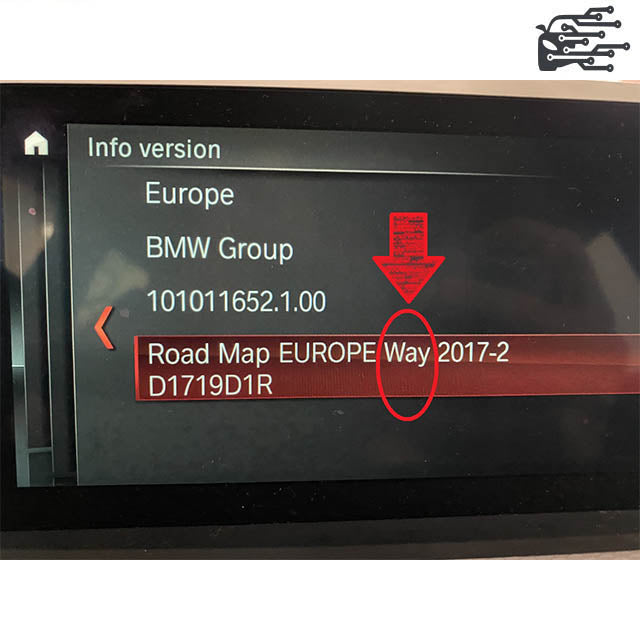 Info version
Europe
BMW Group
101011652.1.00
Road Map EUROPE Way 2017-2
D1719D1R